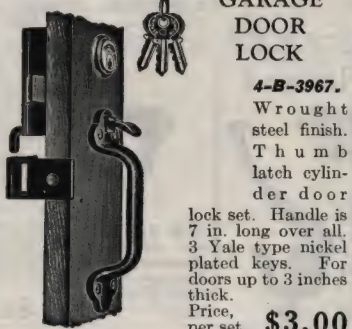 GARAGE
DOOR
LOCK
4-B-3967.
Wrought
steel finish.
Thumb
latch cylin-
der door
lock set. Handle is
7 in. long over all.
3 Yale type nickel
plated keys. For
doors up to 3 inches
thick.
Price,
per set $3.00